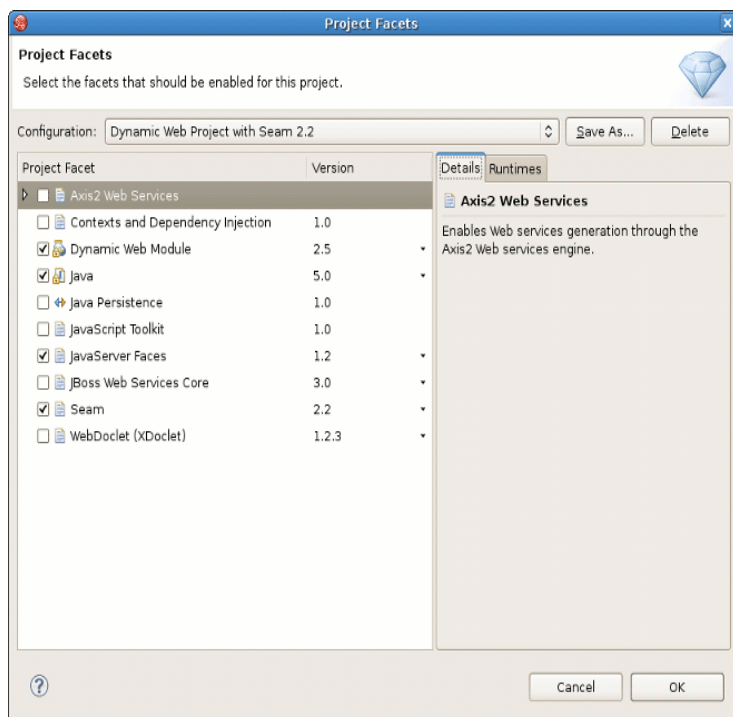 Project Facets
Project Facets
Select the facets that should be enabled for this project.
Configuration: Dynamic Web Project with Seam 2.2 Save As... Delete
Project Facet Version
Details Runtimes
Axis2 Web Services
Contexts and Dependency Injection 1.0
Dynamic Web Module 2.5
Java 5.0
Java Persistence 1.0
JavaScript Toolkit 1.0
JavaServer Faces 1.2
JBoss Web Services Core 3.0
Seam 2.2
WebDoclet (XDoclet) 1.2.3
Axis2 Web Services
Enables Web services generation through the
Axis2 Web services engine.
Cancel OK